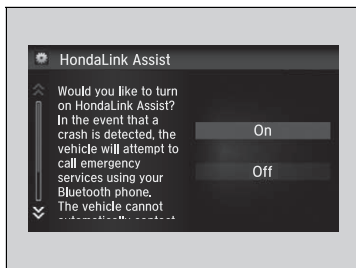 HondaLink Assist
Would you like to turn
on HondaLink Assist?
In the event that a
crash is detected, the
vehicle will attempt to
call emergency
services using your
Bluetooth phone.
The vehicle cannot
On
Off